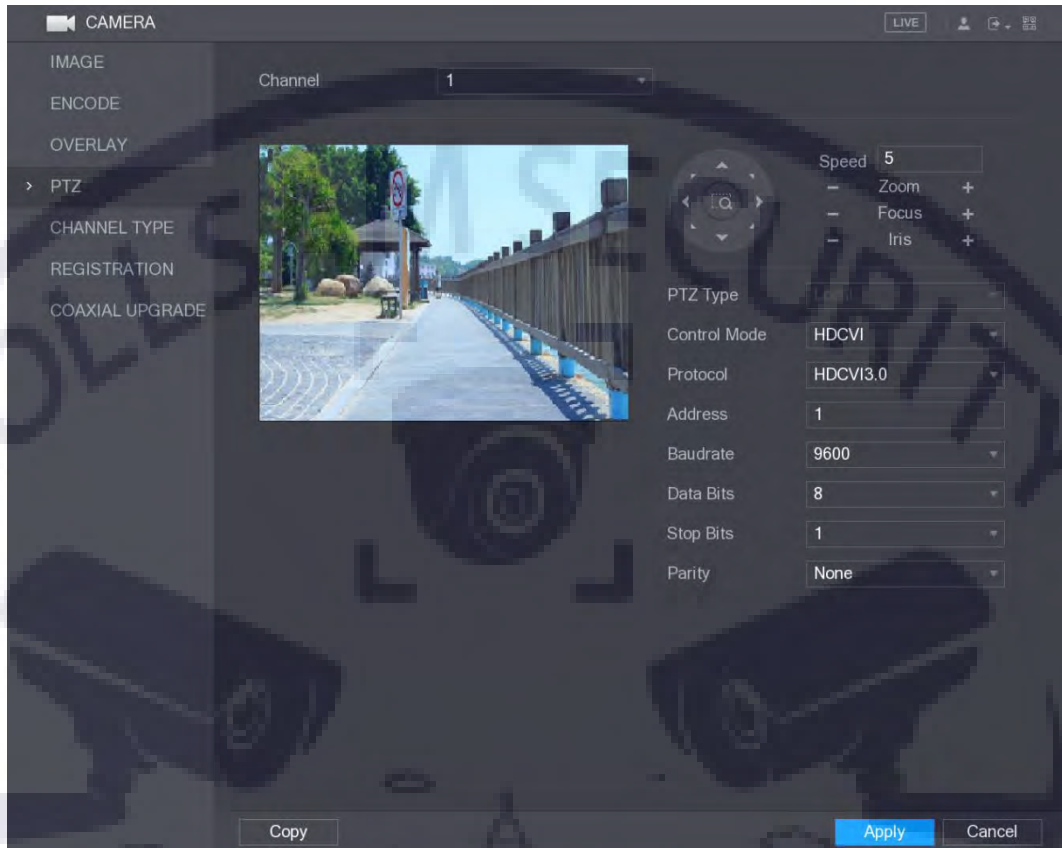 CAMERA
LIVE
IMAGE
ENCODE
OVERLAY
PTZ
CHANNEL TYPE
REGISTRATION
COAXIAL UPGRADE
Channel 1
Speed 5
Zoom
Focus
Iris
PTZ Type
Control Mode HDCVI
Protocol HDCVI3.0
Address 1
Baudrate 9600
Data Bits 8
Stop Bits 1
Parity None
SECURITY
Copy
Apply
Cancel